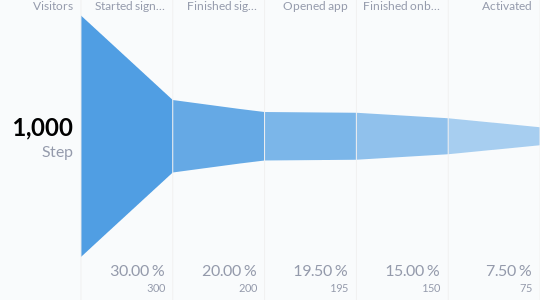 Visitors
Started sign...
Finished sig...
Opened app
Finished onb...
Activated
1,000
Step
30.00 %
20.00 %
19.50 %
15.00 %
7.50 %
300
200
195
150
75